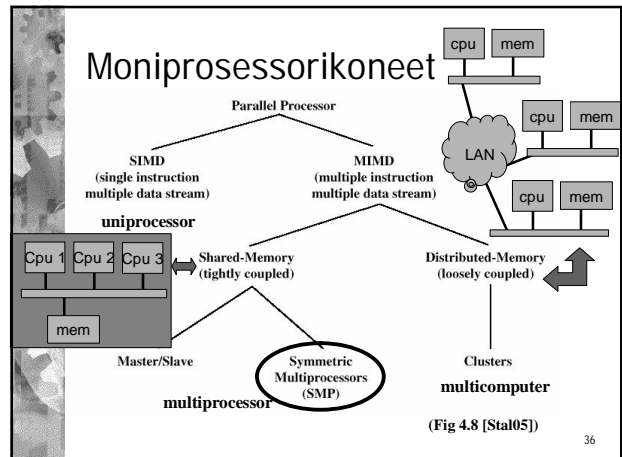 Moniprosessorikoneet
cpu mem
Parallel Processor
cpu mem
LAN
SIMD
(single instruction
multiple data stream)
MIMD
(multiple instruction
multiple data stream)
cpu mem
uniprocessor
Cpu 1 Cpu 2 Cpu 3
mem
Shared-Memory
(tightly coupled)
Distributed-Memory
(loosely coupled)
Master/Slave
Symmetric
Multiprocessors
(SMP)
Clusters
multiprocessor
multicomputer
(Fig 4.8 [Stal05])
36